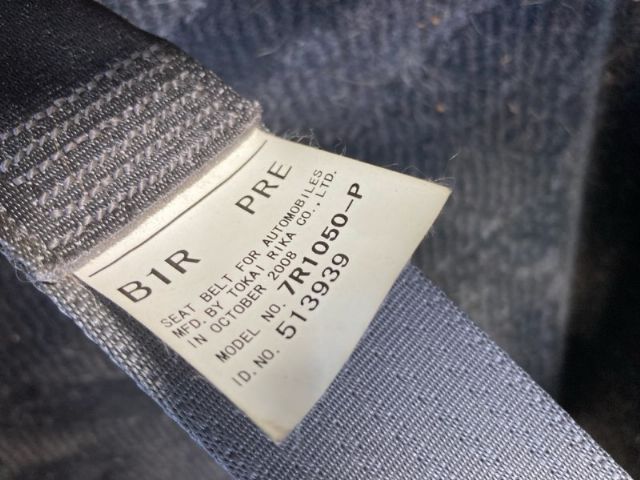 B1R PRE
SEAT BELT FOR AUTOMOBILES
MFD. BY TOKAI RIKA CO., LTD.
IN OCTOBER 2008
MODEL NO. 7R1050-P
ID. NO. 513939